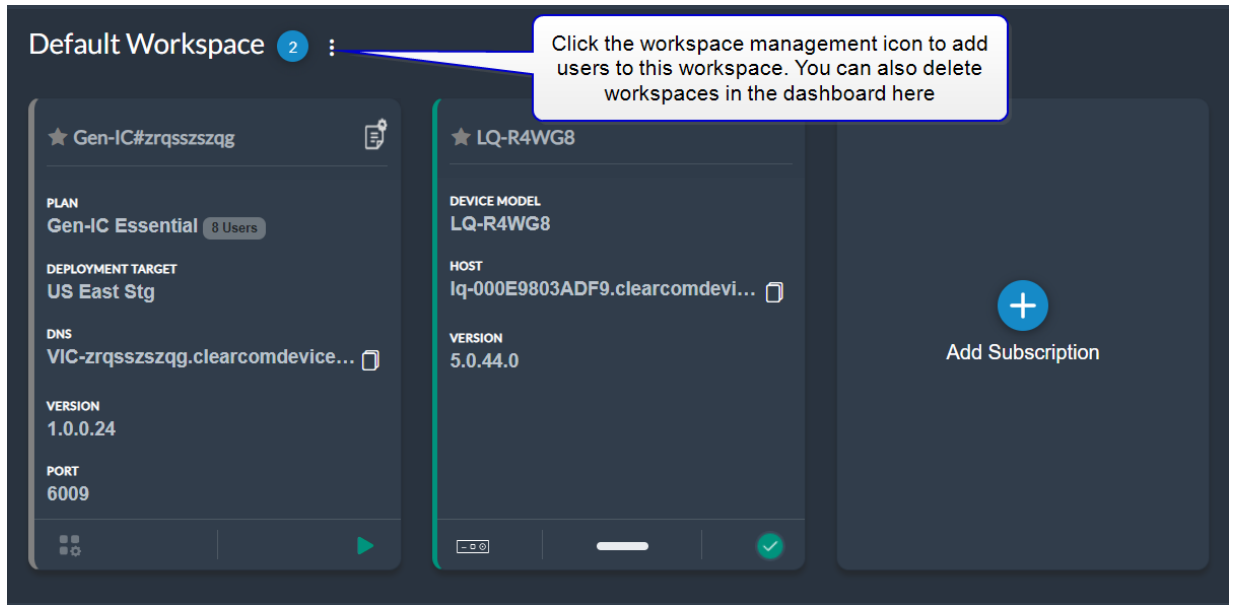 Default Workspace 2
Click the workspace management icon to add
users to this workspace. You can also delete
workspaces in the dashboard here
Gen-IC#zrqsszszqg
PLAN
Gen-IC Essential 8 Users
DEPLOYMENT TARGET
US East Stg
DNS
VIC-zrqsszszqg.clearcomdevice...
VERSION
1.0.0.24
PORT
6009
LQ-R4WG8
DEVICE MODEL
LQ-R4WG8
HOST
lq-000E9803ADF9.clearcomdevi...
VERSION
5.0.44.0
Add Subscription